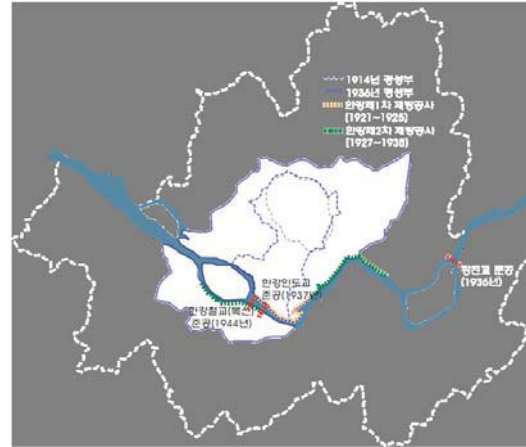 1914년 경성부
1936년 경성부
한강제1차 제방공사
(1921~1925)
한강제2차 제방공사
(1927~1938)
한강인도교
준공(1937년)
광진교 준공
(1936년)
한강철교(복선)
준공(1944년)